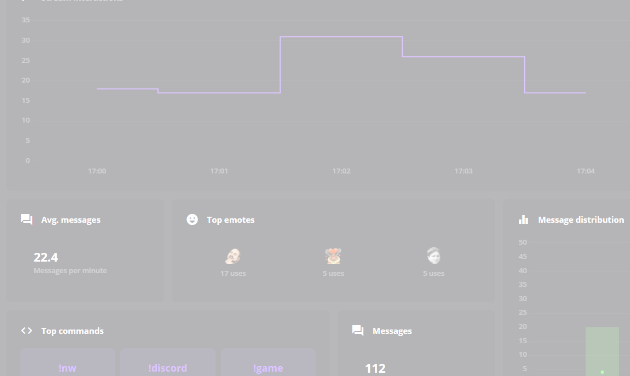 35
30
25
20
15
10
5
0
17:00 17:01 17:02 17:03 17:04
Avg. messages
22.4
Messages per minute
Top emotes
17 uses 5 uses 5 uses
Message distribution
50
45
40
35
30
25
20
15
10
5
Top commands
!nw !discord !game
Messages
112